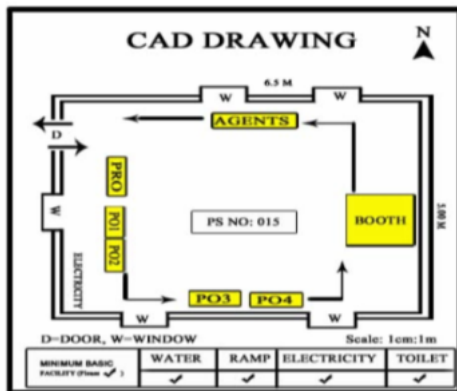 CAD DRAWING
N
6.5 M
W
W
AGENTS
D
PRO
W
PO1
PO2
PS NO: 015
BOOTH
5.00 M
ELECTRICITY
PO3
PO4
W
W
D=DOOR, W=WINDOW
Scale: 1cm:1m
MINIMUM BASIC
FACILITY (Please ✓)
WATER
RAMP
ELECTRICITY
TOILET
✓
✓
✓
✓